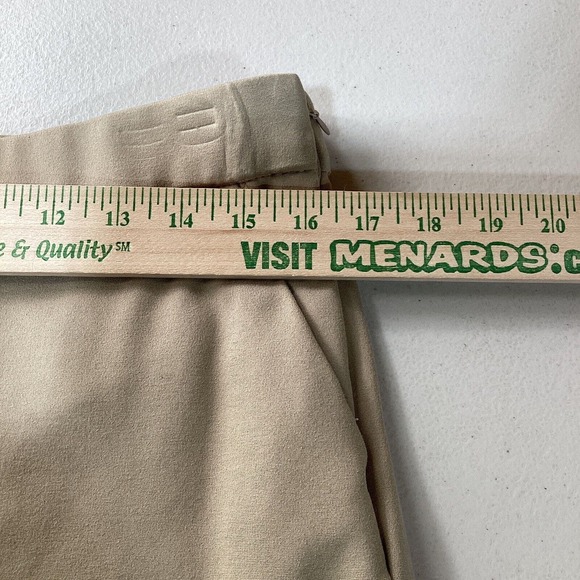 12 13 14 15 16 17 18 19 20
& Quality℠ VISIT MENARDS: